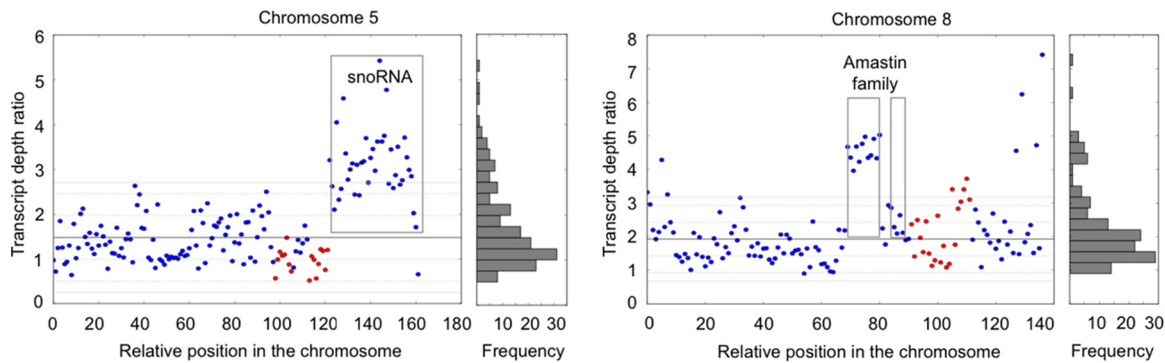 Chromosome 5
6
5
4
3
2
1
0
Transcript depth ratio
snoRNA
0 20 40 60 80 100 120 140 160 180
Relative position in the chromosome
10 20 30
Frequency
Chromosome 8
8
7
6
5
4
3
2
1
0
Transcript depth ratio
Amastin
family
0 20 40 60 80 100 120 140
Relative position in the chromosome
10 20 30
Frequency